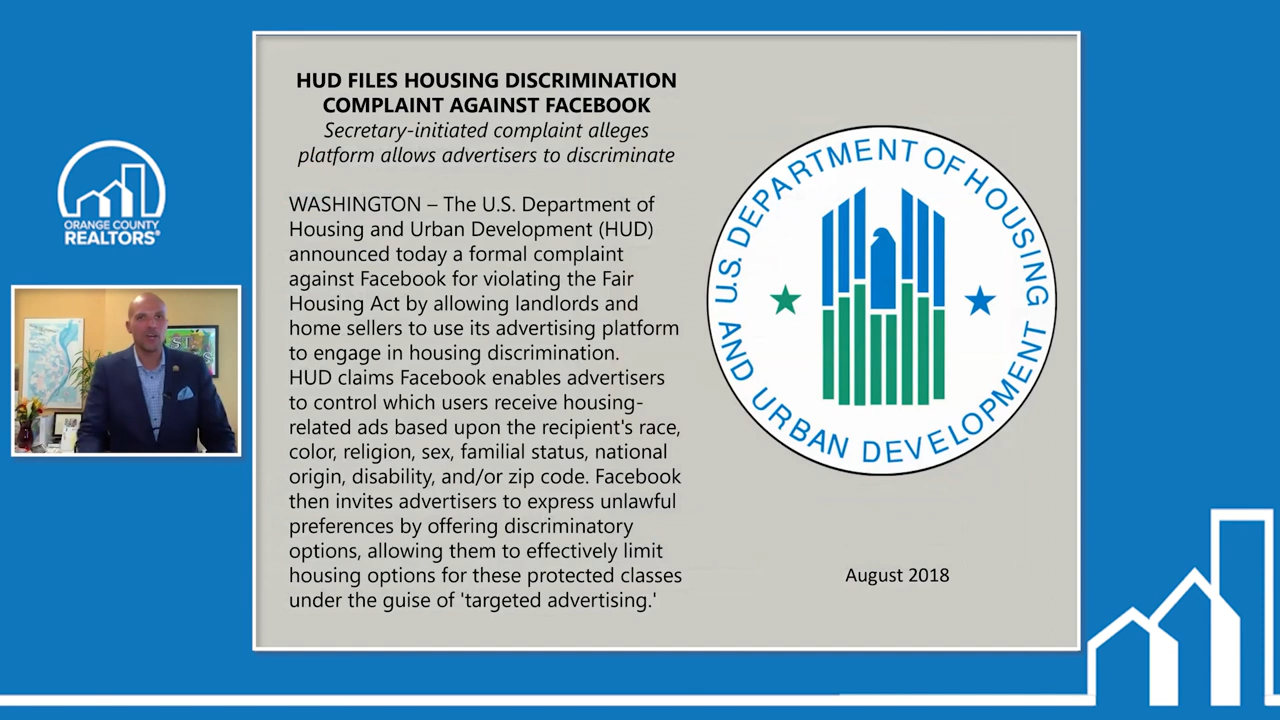 HUD FILES HOUSING DISCRIMINATION
COMPLAINT AGAINST FACEBOOK
Secretary-initiated complaint alleges
platform allows advertisers to discriminate
WASHINGTON – The U.S. Department of
Housing and Urban Development (HUD)
announced today a formal complaint
against Facebook for violating the Fair
Housing Act by allowing landlords and
home sellers to use its advertising platform
to engage in housing discrimination.
HUD claims Facebook enables advertisers
to control which users receive housing-
related ads based upon the recipient's race,
color, religion, sex, familial status, national
origin, disability, and/or zip code. Facebook
then invites advertisers to express unlawful
preferences by offering discriminatory
options, allowing them to effectively limit
housing options for these protected classes
under the guise of 'targeted advertising.'
U.S. DEPARTMENT OF HOUSING
AND URBAN DEVELOPMENT
August 2018
ORANGE COUNTY
REALTORS®